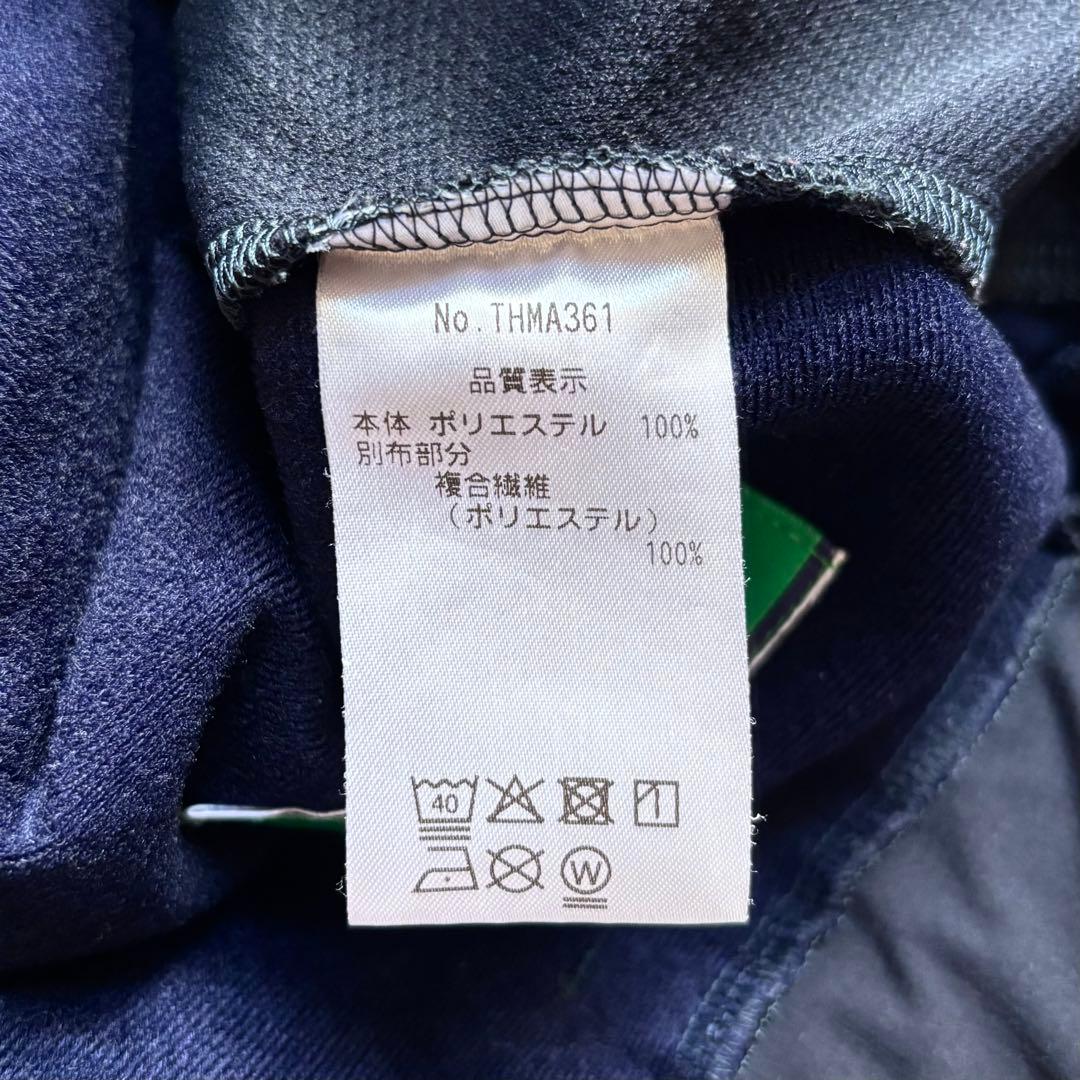 No.THMA361
品質表示
本体 ポリエステル 100%
別布部分
複合繊維
(ポリエステル)
100%
40
W